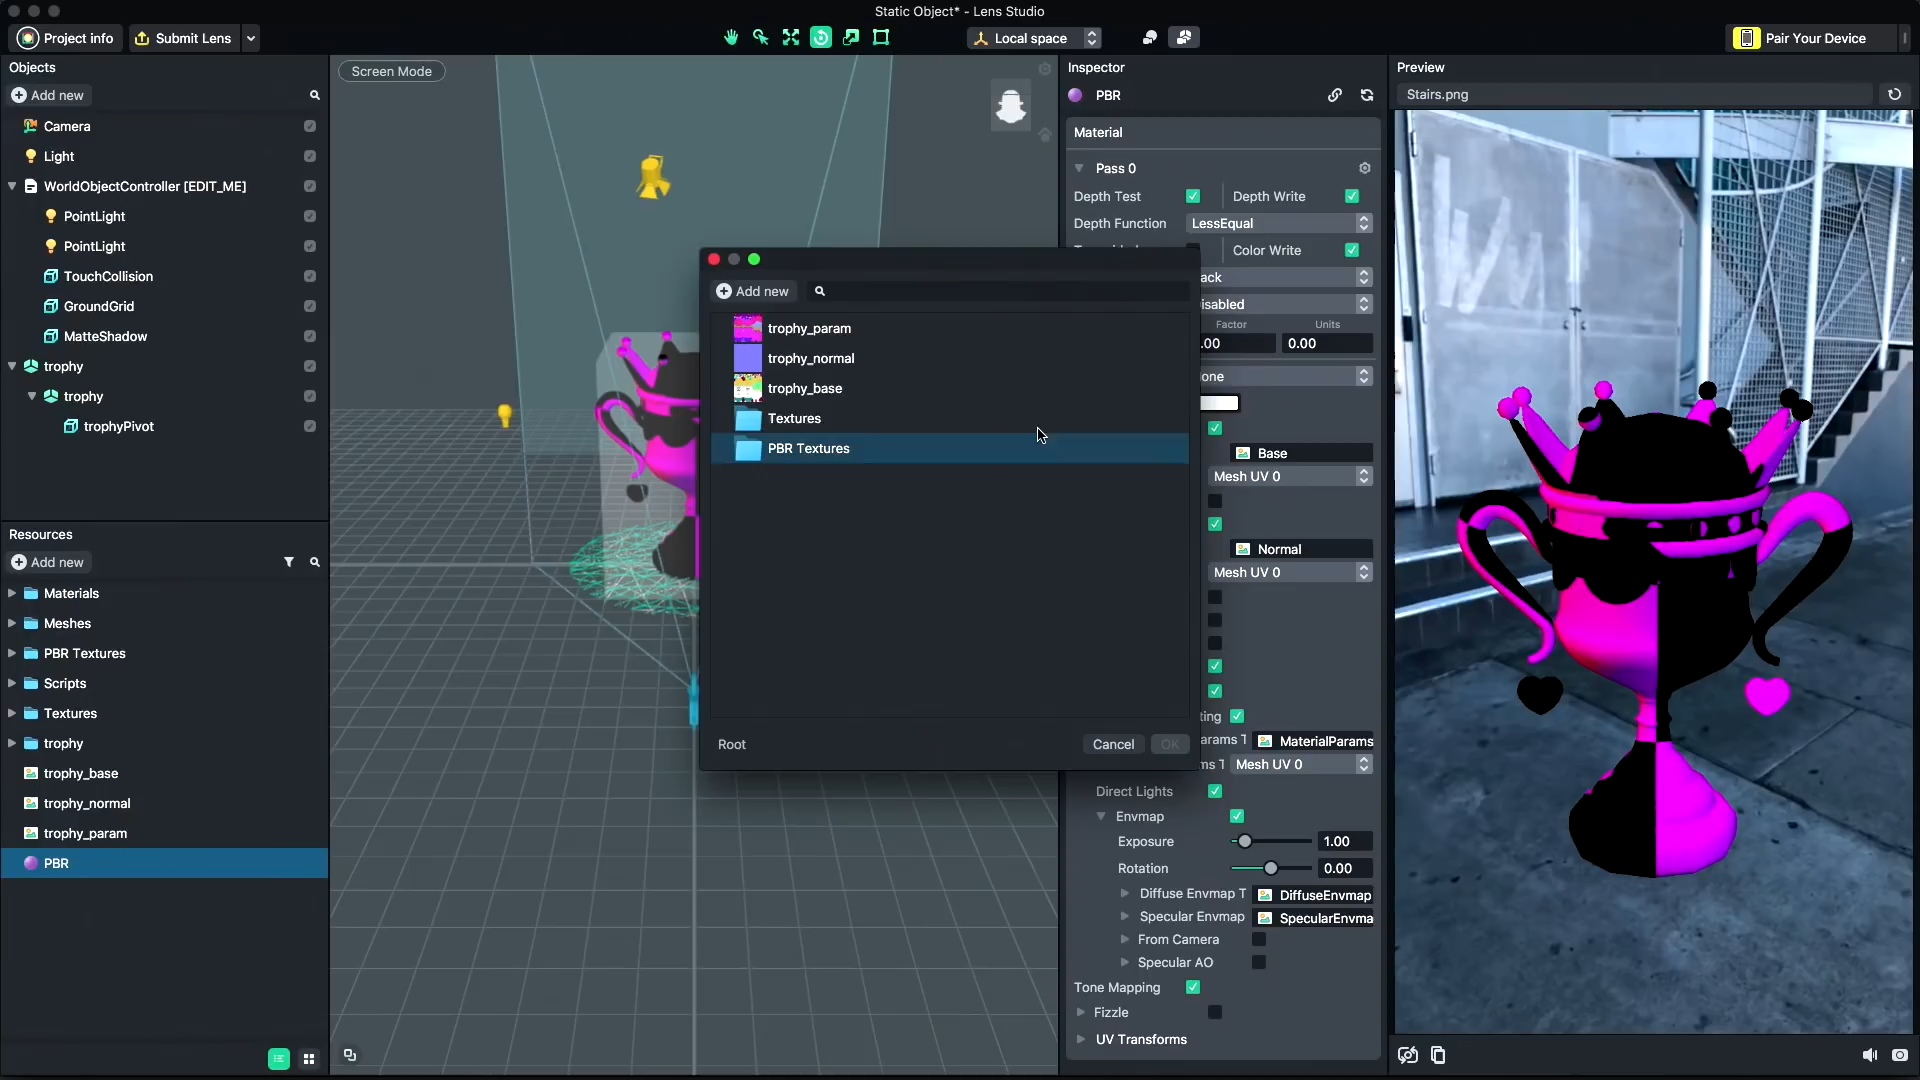 Static Object* - Lens Studio
Project info
Submit Lens
Local space
Pair Your Device
Objects
Add new
Camera
Light
WorldObjectController [EDIT_ME]
PointLight
PointLight
TouchCollision
GroundGrid
MatteShadow
trophy
trophy
trophyPivot
Resources
Add new
Materials
Meshes
PBR Textures
Scripts
Textures
trophy
trophy_base
trophy_normal
trophy_param
PBR
Screen Mode
Add new
trophy_param
trophy_normal
trophy_base
Textures
PBR Textures
Root
Cancel
OK
Inspector
PBR
Material
Pass 0
Depth Test
Depth Write
Depth Function
LessEqual
Color Write
ack
isabled
Factor
Units
.00
0.00
one
Base
Mesh UV 0
Normal
Mesh UV 0
ting
arams T
MaterialParams
ms T
Mesh UV 0
Direct Lights
Envmap
Exposure
1.00
Rotation
0.00
Diffuse Envmap T
DiffuseEnvmap
Specular Envmap
SpecularEnvma
From Camera
Specular AO
Tone Mapping
Fizzle
UV Transforms
Preview
Stairs.png